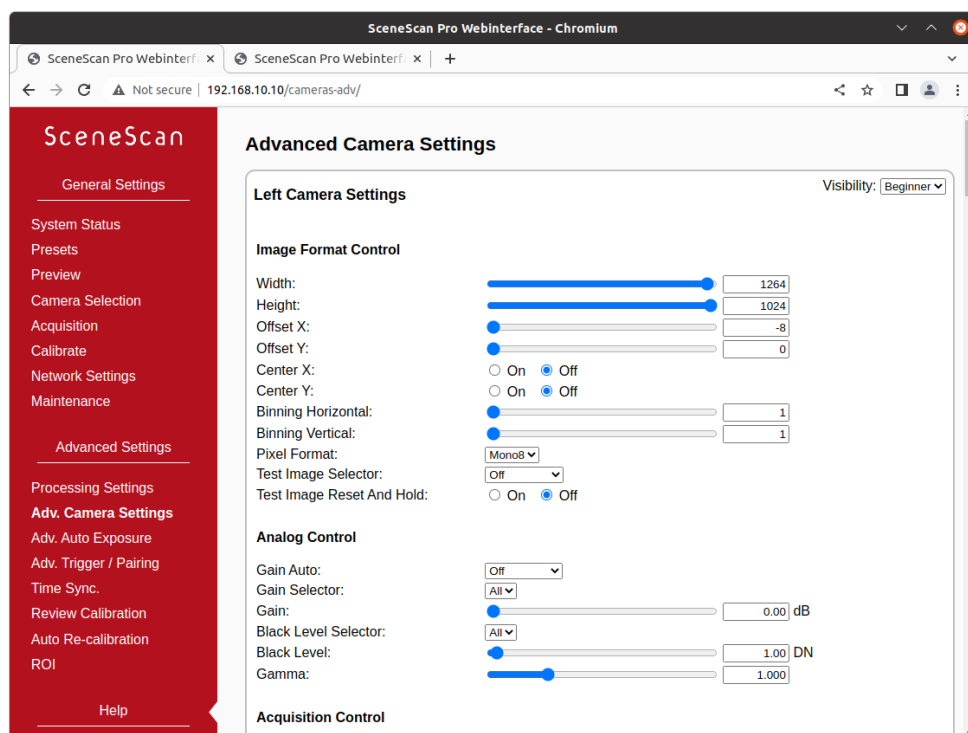 SceneScan Pro Webinterface - Chromium
SceneScan Pro Webinterf
SceneScan Pro Webinterf
Not secure 192.168.10.10/cameras-adv/
SceneScan
General Settings
System Status
Presets
Preview
Camera Selection
Acquisition
Calibrate
Network Settings
Maintenance
Advanced Settings
Processing Settings
Adv. Camera Settings
Adv. Auto Exposure
Adv. Trigger / Pairing
Time Sync.
Review Calibration
Auto Re-calibration
ROI
Help
Advanced Camera Settings
Left Camera Settings
Visibility: Beginner
Image Format Control
Width: 1264
Height: 1024
Offset X: -8
Offset Y: 0
Center X: On Off
Center Y: On Off
Binning Horizontal: 1
Binning Vertical: 1
Pixel Format: Mono8
Test Image Selector: Off
Test Image Reset And Hold: On Off
Analog Control
Gain Auto: Off
Gain Selector: All
Gain: 0.00 dB
Black Level Selector: All
Black Level: 1.00 DN
Gamma: 1.000
Acquisition Control